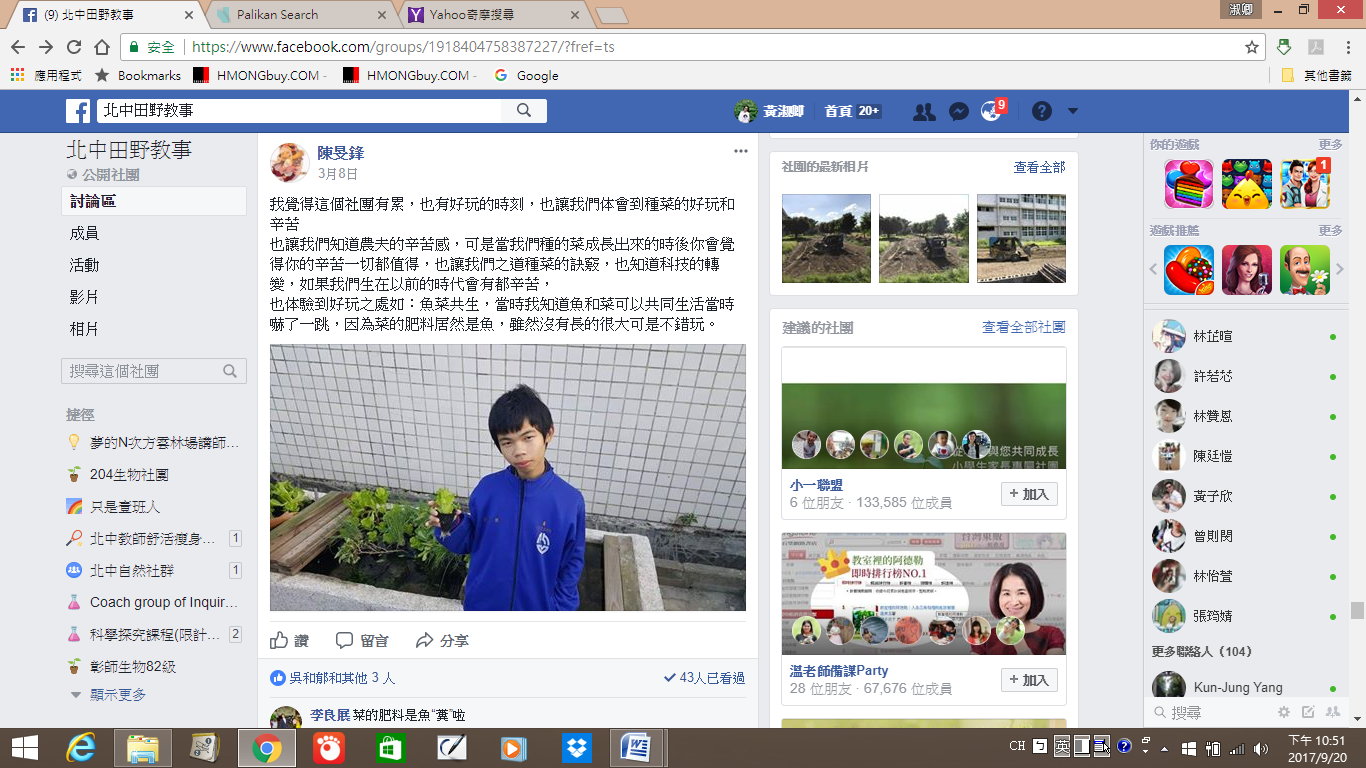 (9) 北中田野教事
Palikan Search
Yahoo奇摩搜尋
淑卿
安全
https://www.facebook.com/groups/1918404758387227/?fref=ts
應用程式
Bookmarks
HMONGbuy.COM -
HMONGbuy.COM -
Google
其他書籤
北中田野教事
黃淑卿
首頁 20+
9
北中田野教事
公開社團
討論區
成員
活動
影片
相片
搜尋這個社團
捷徑
夢的N次方雲林場講師...
204生物社團
只是壹班人
北中教師舒活瘦身... 1
北中自然社群 1
Coach group of Inquir...
科學探究課程(限計... 2
彰師生物82級
顯示更多
陳旻鋒
3月8日
我覺得這個社團有累，也有好玩的時刻，也讓我們体會到種菜的好玩和
辛苦
也讓我們知道農夫的辛苦感，可是當我們種的菜成長出來的時後你會覺
得你的辛苦一切都值得，也讓我們之道種菜的訣竅，也知道科技的轉
變，如果我們生在以前的時代會有都辛苦，
也体驗到好玩之處如：魚菜共生，當時我知道魚和菜可以共同生活當時
嚇了一跳，因為菜的肥料居然是魚，雖然沒有長的很大可是不錯玩。
讚
留言
分享
吳和郁和其他 3 人
43人已看過
李良展 菜的肥料是魚“糞”啦
社團的最新相片
查看全部
建議的社團
查看全部社團
與您共同成長
小學生家長專屬社團
小一聯盟
6 位朋友 · 133,585 位成員
+ 加入
教室裡的阿德勒
即時排行榜NO.1
溫老師備課Party
28 位朋友 · 67,676 位成員
+ 加入
你的遊戲
更多
1
遊戲推薦
更多
林芷暄
許若芯
林贊恩
陳廷愷
黃子欣
曾則閔
林怡萱
張筠婧
更多聯絡人（104）
Kun-Jung Yang
搜尋
CH
英
下午 10:51
2017/9/20